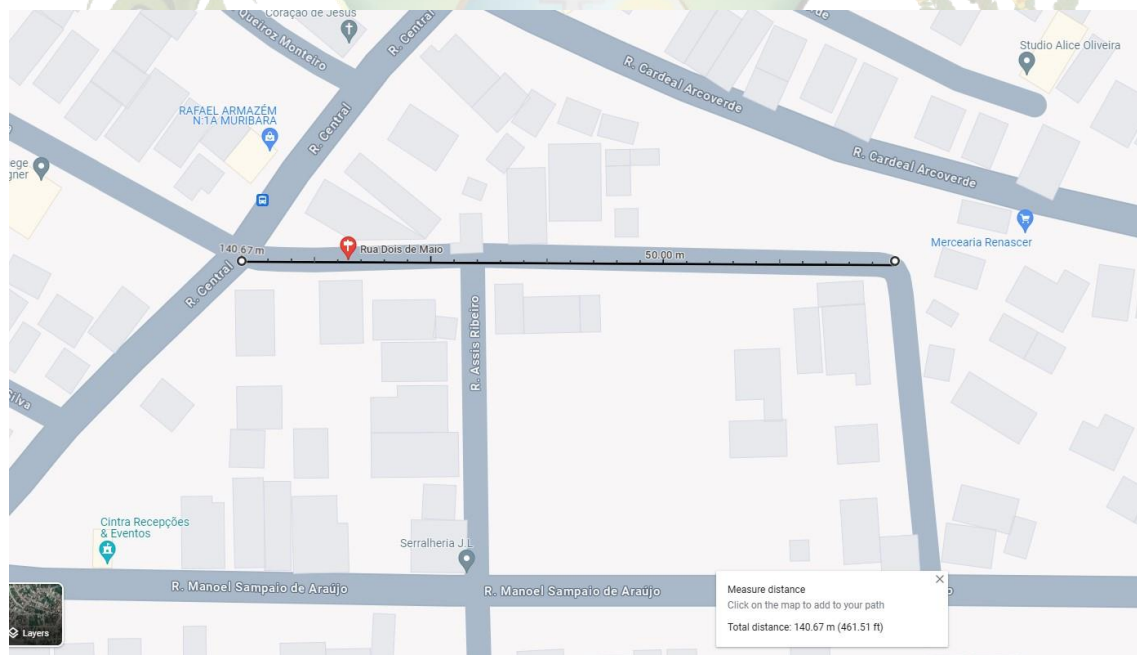 Coração de Jesus
Queiroz Monteiro
R. Central
Studio Alice Oliveira
R. Cardeal Arcoverde
RAFAEL ARMAZÉM
N:1A MURIBARA
R. Central
R. Cardeal Arcoverde
Mercearia Renascer
140.67 m
Rua Dois de Maio
50.00 m
R. Central
R. Assis Ribeiro
Silva
Cintra Recepções
& Eventos
Serralheria J.L
R. Manoel Sampaio de Araújo
R. Manoel Sampaio de Araújo
Measure distance
Click on the map to add to your path
Total distance: 140.67 m (461.51 ft)
Layers